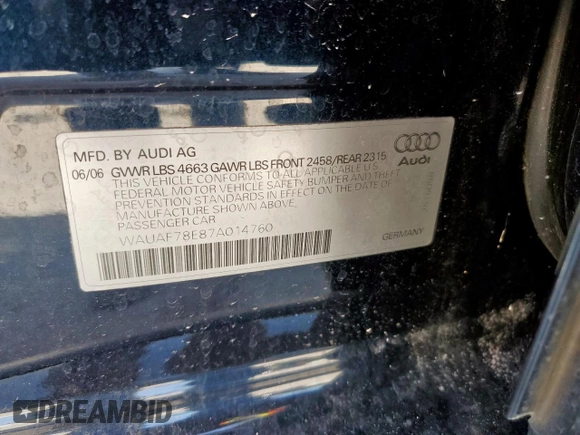 MFD. BY AUDI AG
06/06 GVWR LBS 4663 GAWR LBS FRONT 2458/REAR 2315
THIS VEHICLE CONFORMS TO ALL APPLICABLE U.S.
FEDERAL MOTOR VEHICLE SAFETY BUMPER AND THEFT
PREVENTION STANDARDS IN EFFECT ON THE DATE OF
MANUFACTURE SHOWN ABOVE.
PASSENGER CAR
WAUAF78E87A014760
Audi
GERMANY
DREAMBID